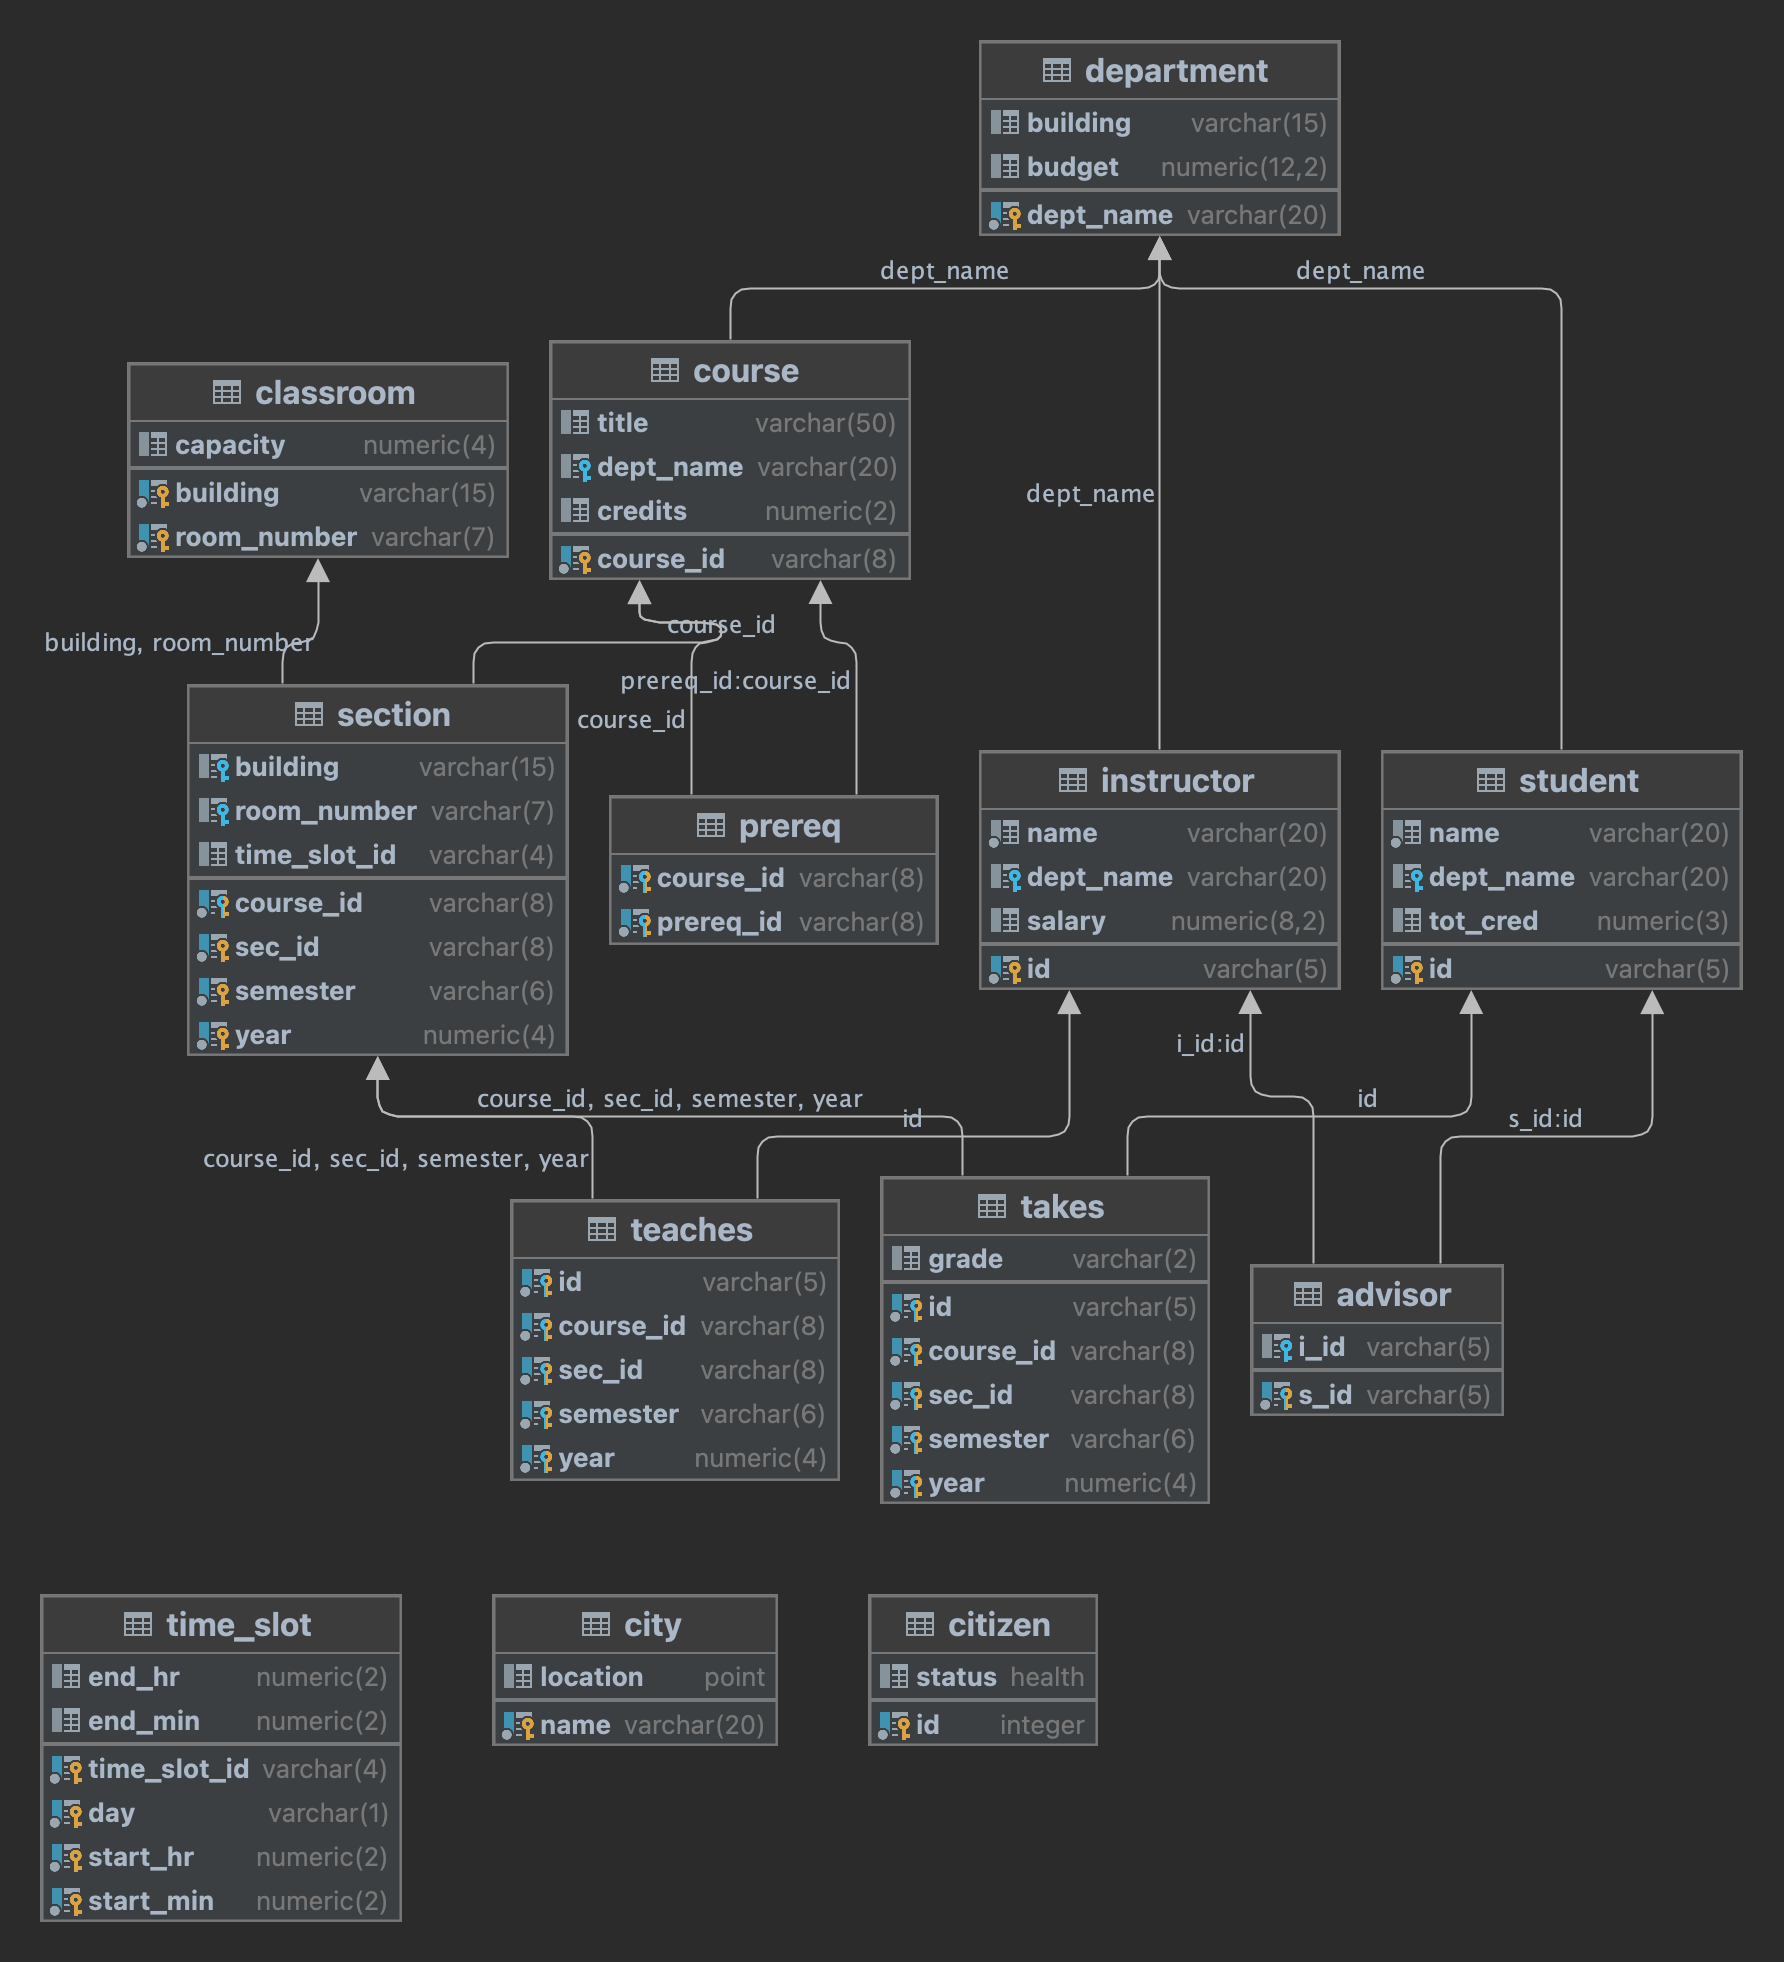 department
building varchar(15)
budget numeric(12,2)
dept_name varchar(20)
dept_name
dept_name
dept_name
classroom
capacity numeric(4)
building varchar(15)
room_number varchar(7)
course
title varchar(50)
dept_name varchar(20)
credits numeric(2)
course_id varchar(8)
building, room_number
course_id
prereq_id:course_id
course_id
section
building varchar(15)
room_number varchar(7)
time_slot_id varchar(4)
course_id varchar(8)
sec_id varchar(8)
semester varchar(6)
year numeric(4)
prereq
course_id varchar(8)
prereq_id varchar(8)
instructor
name varchar(20)
dept_name varchar(20)
salary numeric(8,2)
id varchar(5)
student
name varchar(20)
dept_name varchar(20)
tot_cred numeric(3)
id varchar(5)
i_id:id
course_id, sec_id, semester, year
id
id
s_id:id
course_id, sec_id, semester, year
teaches
id varchar(5)
course_id varchar(8)
sec_id varchar(8)
semester varchar(6)
year numeric(4)
takes
grade varchar(2)
id varchar(5)
course_id varchar(8)
sec_id varchar(8)
semester varchar(6)
year numeric(4)
advisor
i_id varchar(5)
s_id varchar(5)
time_slot
end_hr numeric(2)
end_min numeric(2)
time_slot_id varchar(4)
day varchar(1)
start_hr numeric(2)
start_min numeric(2)
city
location point
name varchar(20)
citizen
status health
id integer